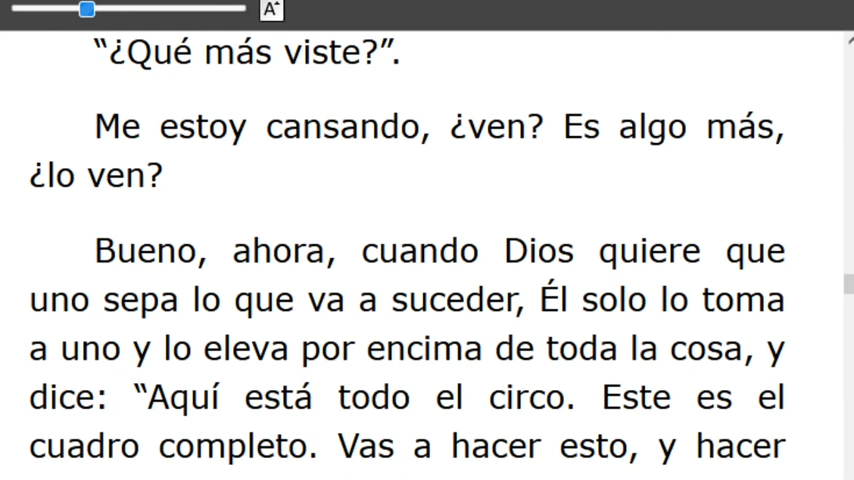 A
“¿Qué más viste?”.
Me estoy cansando, ¿ven? Es algo más,
¿lo ven?
Bueno, ahora, cuando Dios quiere que
uno sepa lo que va a suceder, Él solo lo toma
a uno y lo eleva por encima de toda la cosa, y
dice: “Aquí está todo el circo. Este es el
cuadro completo. Vas a hacer esto, y hacer